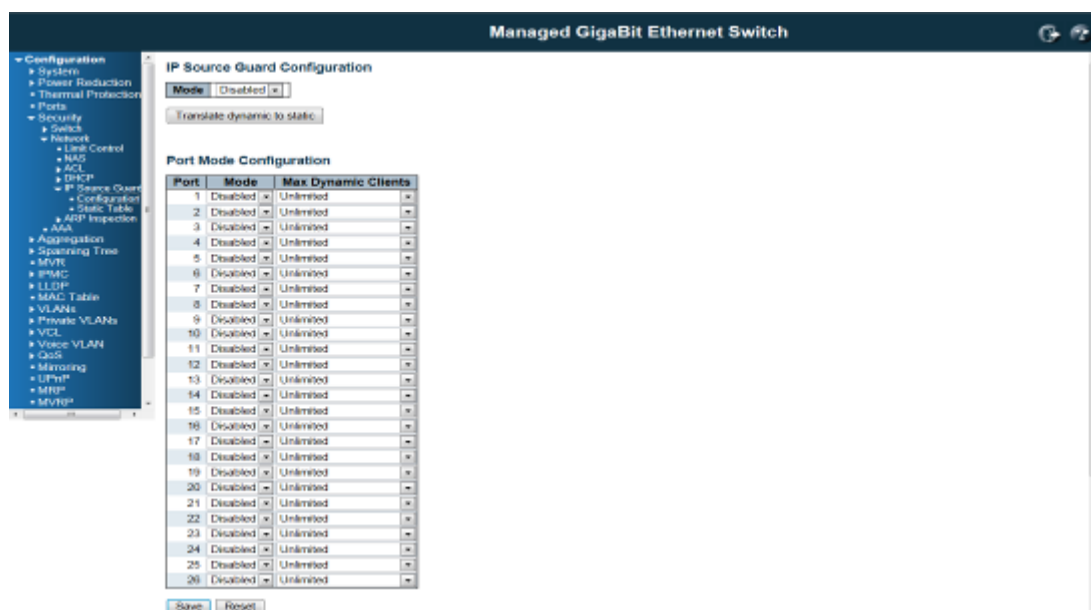 Managed GigaBit Ethernet Switch
Configuration
System
Power Reduction
Thermal Protection
Ports
Security
Switch
Network
Limit Control
NAS
ACL
DHCP
IP Source Guard
Configuration
Static Table
ARP Inspection
AAA
Aggregation
Spanning Tree
MVR
IPMC
LLDP
MAC Table
VLANs
Private VLANs
VCL
Voice VLAN
QoS
Mirroring
UPnP
MRP
MVRP
IP Source Guard Configuration
Mode Disabled
Translate dynamic to static
Port Mode Configuration
Port Mode Max Dynamic Clients
1 Disabled Unlimited
2 Disabled Unlimited
3 Disabled Unlimited
4 Disabled Unlimited
5 Disabled Unlimited
6 Disabled Unlimited
7 Disabled Unlimited
8 Disabled Unlimited
9 Disabled Unlimited
10 Disabled Unlimited
11 Disabled Unlimited
12 Disabled Unlimited
13 Disabled Unlimited
14 Disabled Unlimited
15 Disabled Unlimited
16 Disabled Unlimited
17 Disabled Unlimited
18 Disabled Unlimited
19 Disabled Unlimited
20 Disabled Unlimited
21 Disabled Unlimited
22 Disabled Unlimited
23 Disabled Unlimited
24 Disabled Unlimited
25 Disabled Unlimited
26 Disabled Unlimited
Save Reset